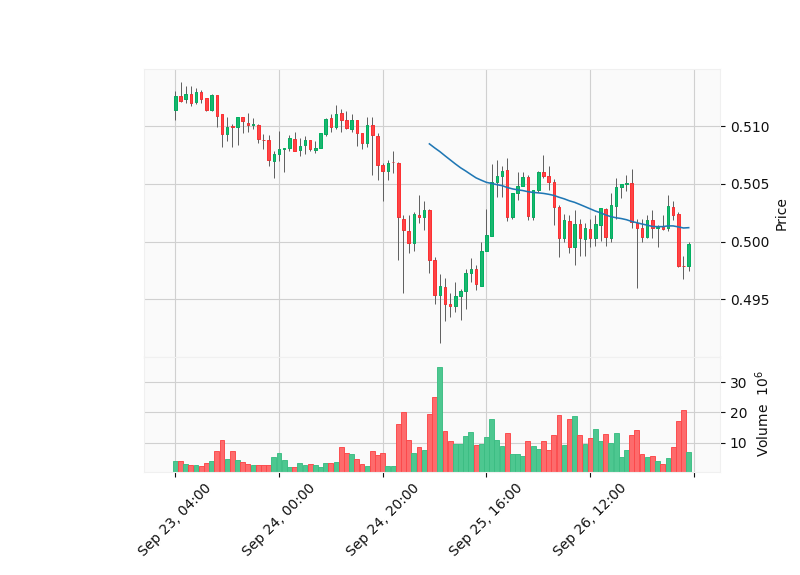 0.510
0.505
0.500
0.495
Price
30
20
10
Volume 10^6
Sep 23, 04:00
Sep 24, 00:00
Sep 24, 20:00
Sep 25, 16:00
Sep 26, 12:00